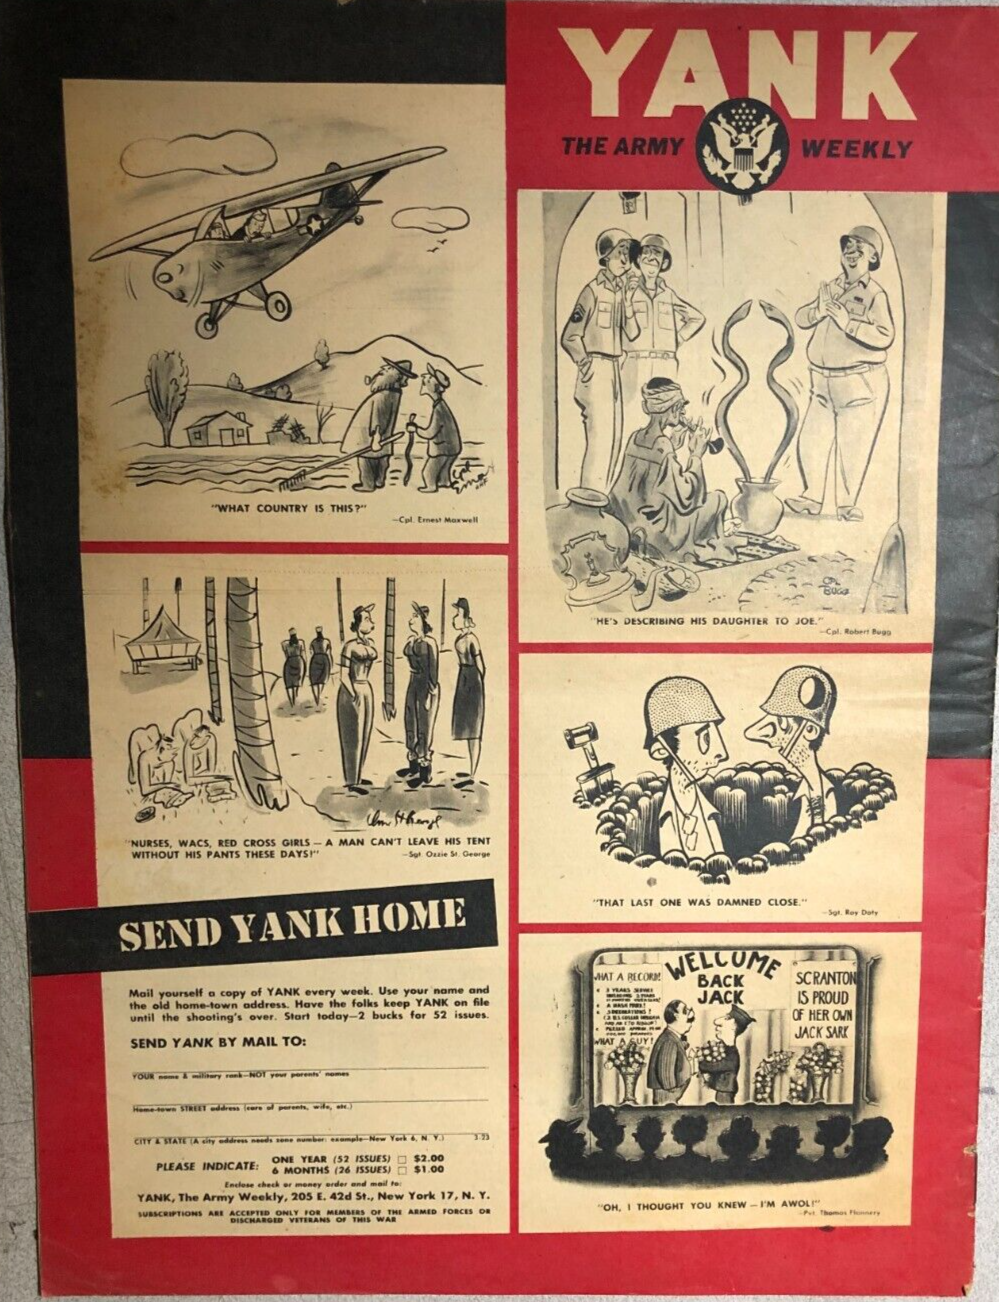 YANK
THE ARMY WEEKLY
"WHAT COUNTRY IS THIS?"
—Cpl. Ernest Maxwell
"HE'S DESCRIBING HIS DAUGHTER TO JOE."
—Cpl. Robert Bugg
CPL
BUGG
"NURSES, WACS, RED CROSS GIRLS — A MAN CAN'T LEAVE HIS TENT
WITHOUT HIS PANTS THESE DAYS!"
—Sgt. Ozzie St. George
"THAT LAST ONE WAS DAMNED CLOSE."
—Sgt. Roy Doty
SEND YANK HOME
Mail yourself a copy of YANK every week. Use your name and
the old home-town address. Have the folks keep YANK on file
until the shooting's over. Start today—2 bucks for 52 issues.
SEND YANK BY MAIL TO:
YOUR name & military rank—NOT your parents' names
Home-town STREET address (care of parents, wife, etc.)
CITY & STATE (A city address needs zone number: example—New York 6, N. Y.)
3-23
PLEASE INDICATE:
ONE YEAR (52 ISSUES) □ $2.00
6 MONTHS (26 ISSUES) □ $1.00
Enclose check or money order and mail to:
YANK, The Army Weekly, 205 E. 42d St., New York 17, N. Y.
SUBSCRIPTIONS ARE ACCEPTED ONLY FOR MEMBERS OF THE ARMED FORCES OR
DISCHARGED VETERANS OF THIS WAR
WELCOME
BACK
JACK
WHAT A RECORD!
3 YEARS SERVICE
WHAT A GUY!
SCRANTON
IS PROUD
OF HER OWN
JACK SARK
"OH, I THOUGHT YOU KNEW — I'M AWOL!"
—Pvt. Thomas Flannery